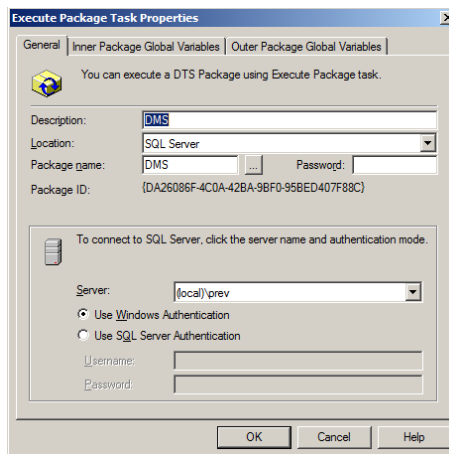 Execute Package Task Properties
General Inner Package Global Variables Outer Package Global Variables
You can execute a DTS Package using Execute Package task.
Description: DMS
Location: SQL Server
Package name: DMS ... Password:
Package ID: {DA26086F-4C0A-42BA-9BF0-95BED407F88C}
To connect to SQL Server, click the server name and authentication mode.
Server: (local)\prev
Use Windows Authentication
Use SQL Server Authentication
Username:
Password:
OK Cancel Help